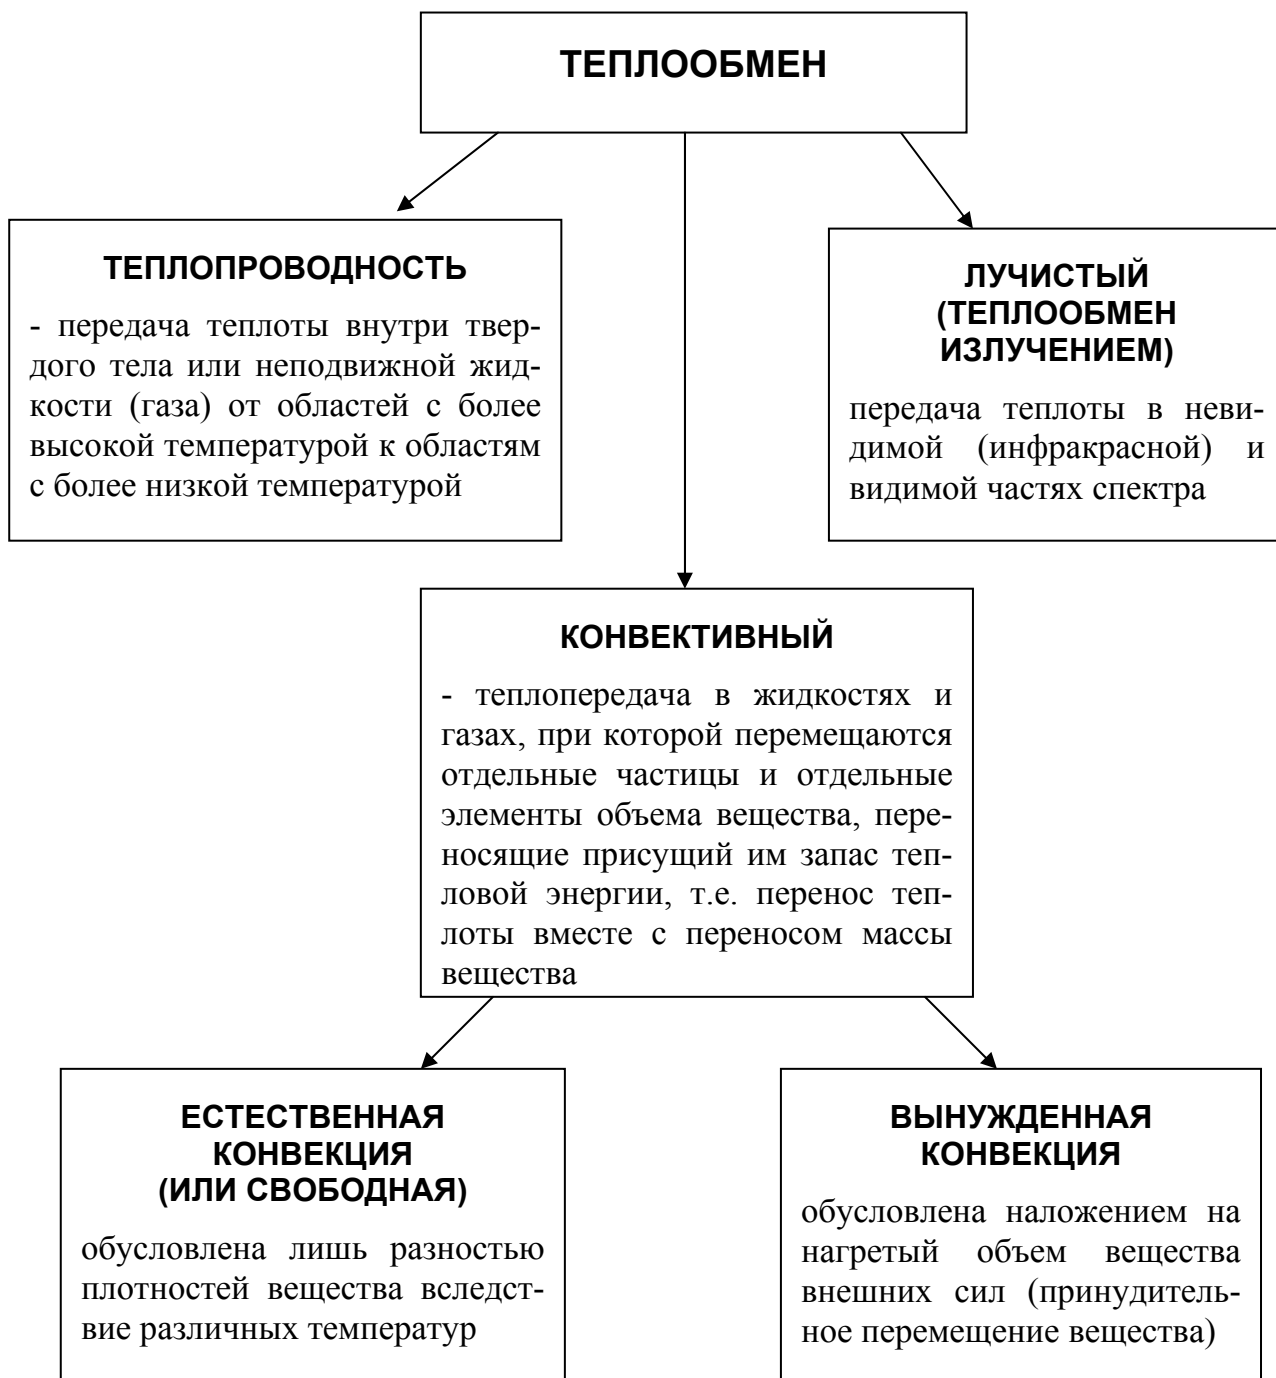 ТЕПЛООБМЕН
ТЕПЛОПРОВОДНОСТЬ
- передача теплоты внутри твер-
дого тела или неподвижной жид-
кости (газа) от областей с более
высокой температурой к областям
с более низкой температурой
ЛУЧИСТЫЙ
(ТЕПЛООБМЕН
ИЗЛУЧЕНИЕМ)
передача теплоты в неви-
димой (инфракрасной) и
видимой частях спектра
КОНВЕКТИВНЫЙ
- теплопередача в жидкостях и
газах, при которой перемещаются
отдельные частицы и отдельные
элементы объема вещества, пере-
носящие присущий им запас теп-
ловой энергии, т.е. перенос теп-
лоты вместе с переносом массы
вещества
ЕСТЕСТВЕННАЯ
КОНВЕКЦИЯ
(ИЛИ СВОБОДНАЯ)
обусловлена лишь разностью
плотностей вещества вследст-
вие различных температур
ВЫНУЖДЕННАЯ
КОНВЕКЦИЯ
обусловлена наложением на
нагретый объем вещества
внешних сил (принудитель-
ное перемещение вещества)